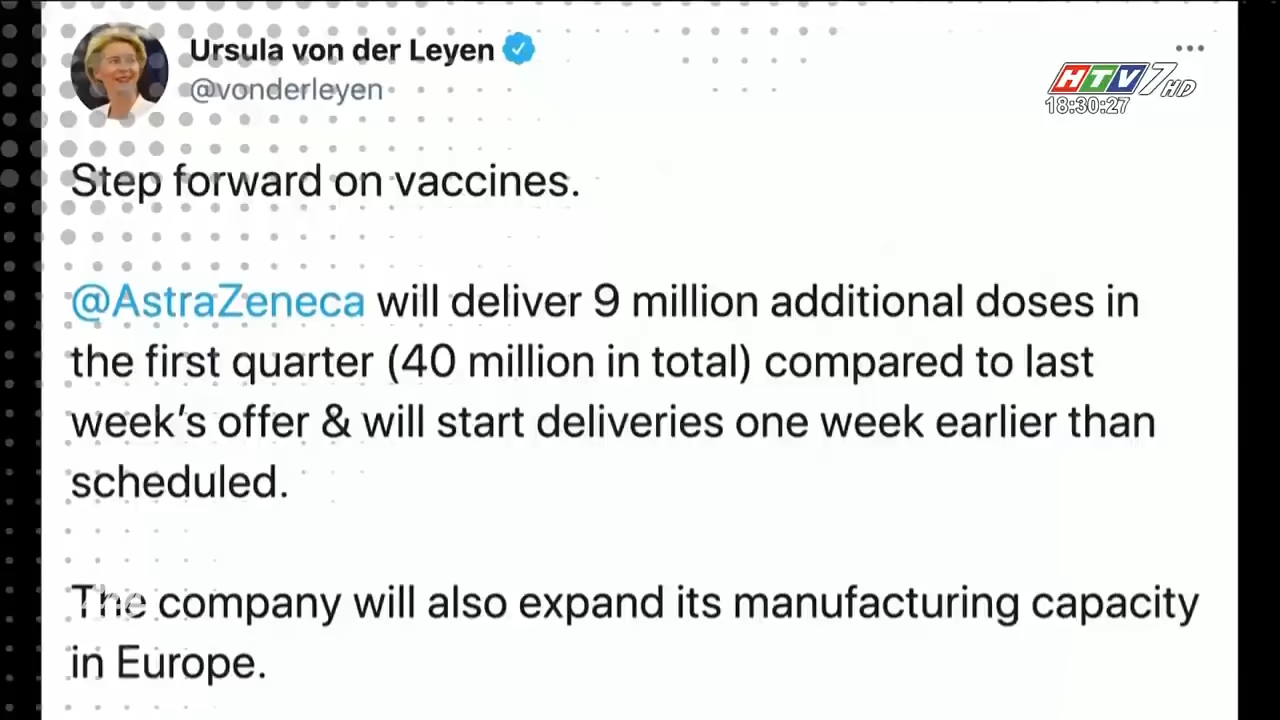 Ursula von der Leyen
@vonderleyen
HTV7 HD
18:30:27
Step forward on vaccines.
@AstraZeneca will deliver 9 million additional doses in
the first quarter (40 million in total) compared to last
week's offer & will start deliveries one week earlier than
scheduled.
The company will also expand its manufacturing capacity
in Europe.